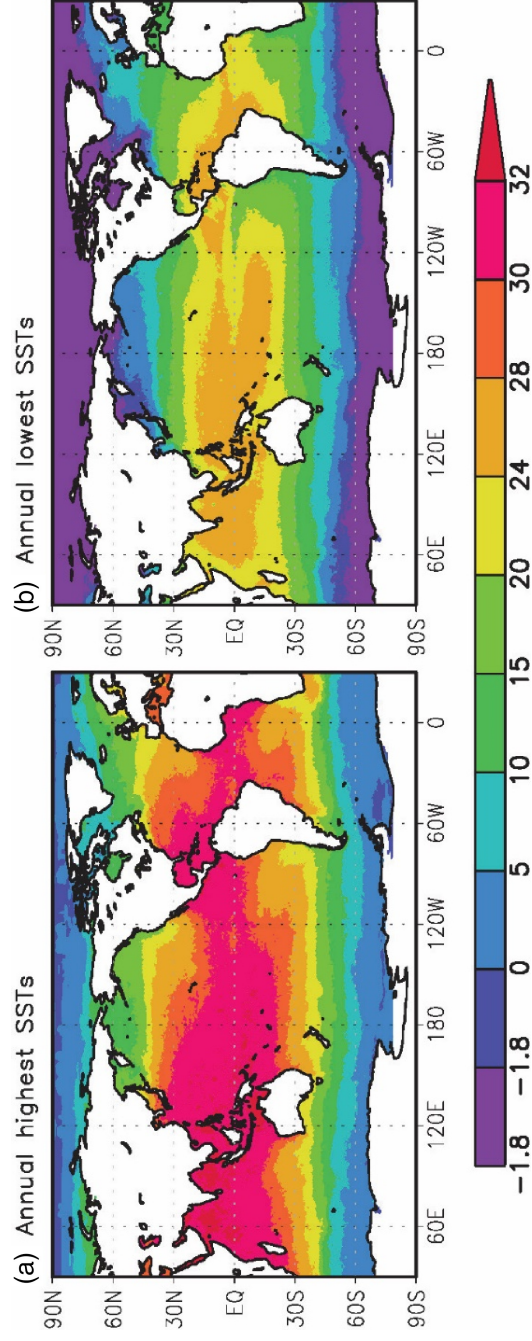 (a) Annual highest SSTs
90N
60N
30N
EQ
30S
60S
90S
60E 120E 180 120W 60W 0
(b) Annual lowest SSTs
90N
60N
30N
EQ
30S
60S
90S
60E 120E 180 120W 60W 0
−1.8 −1.8 0 5 10 15 20 24 28 30 32